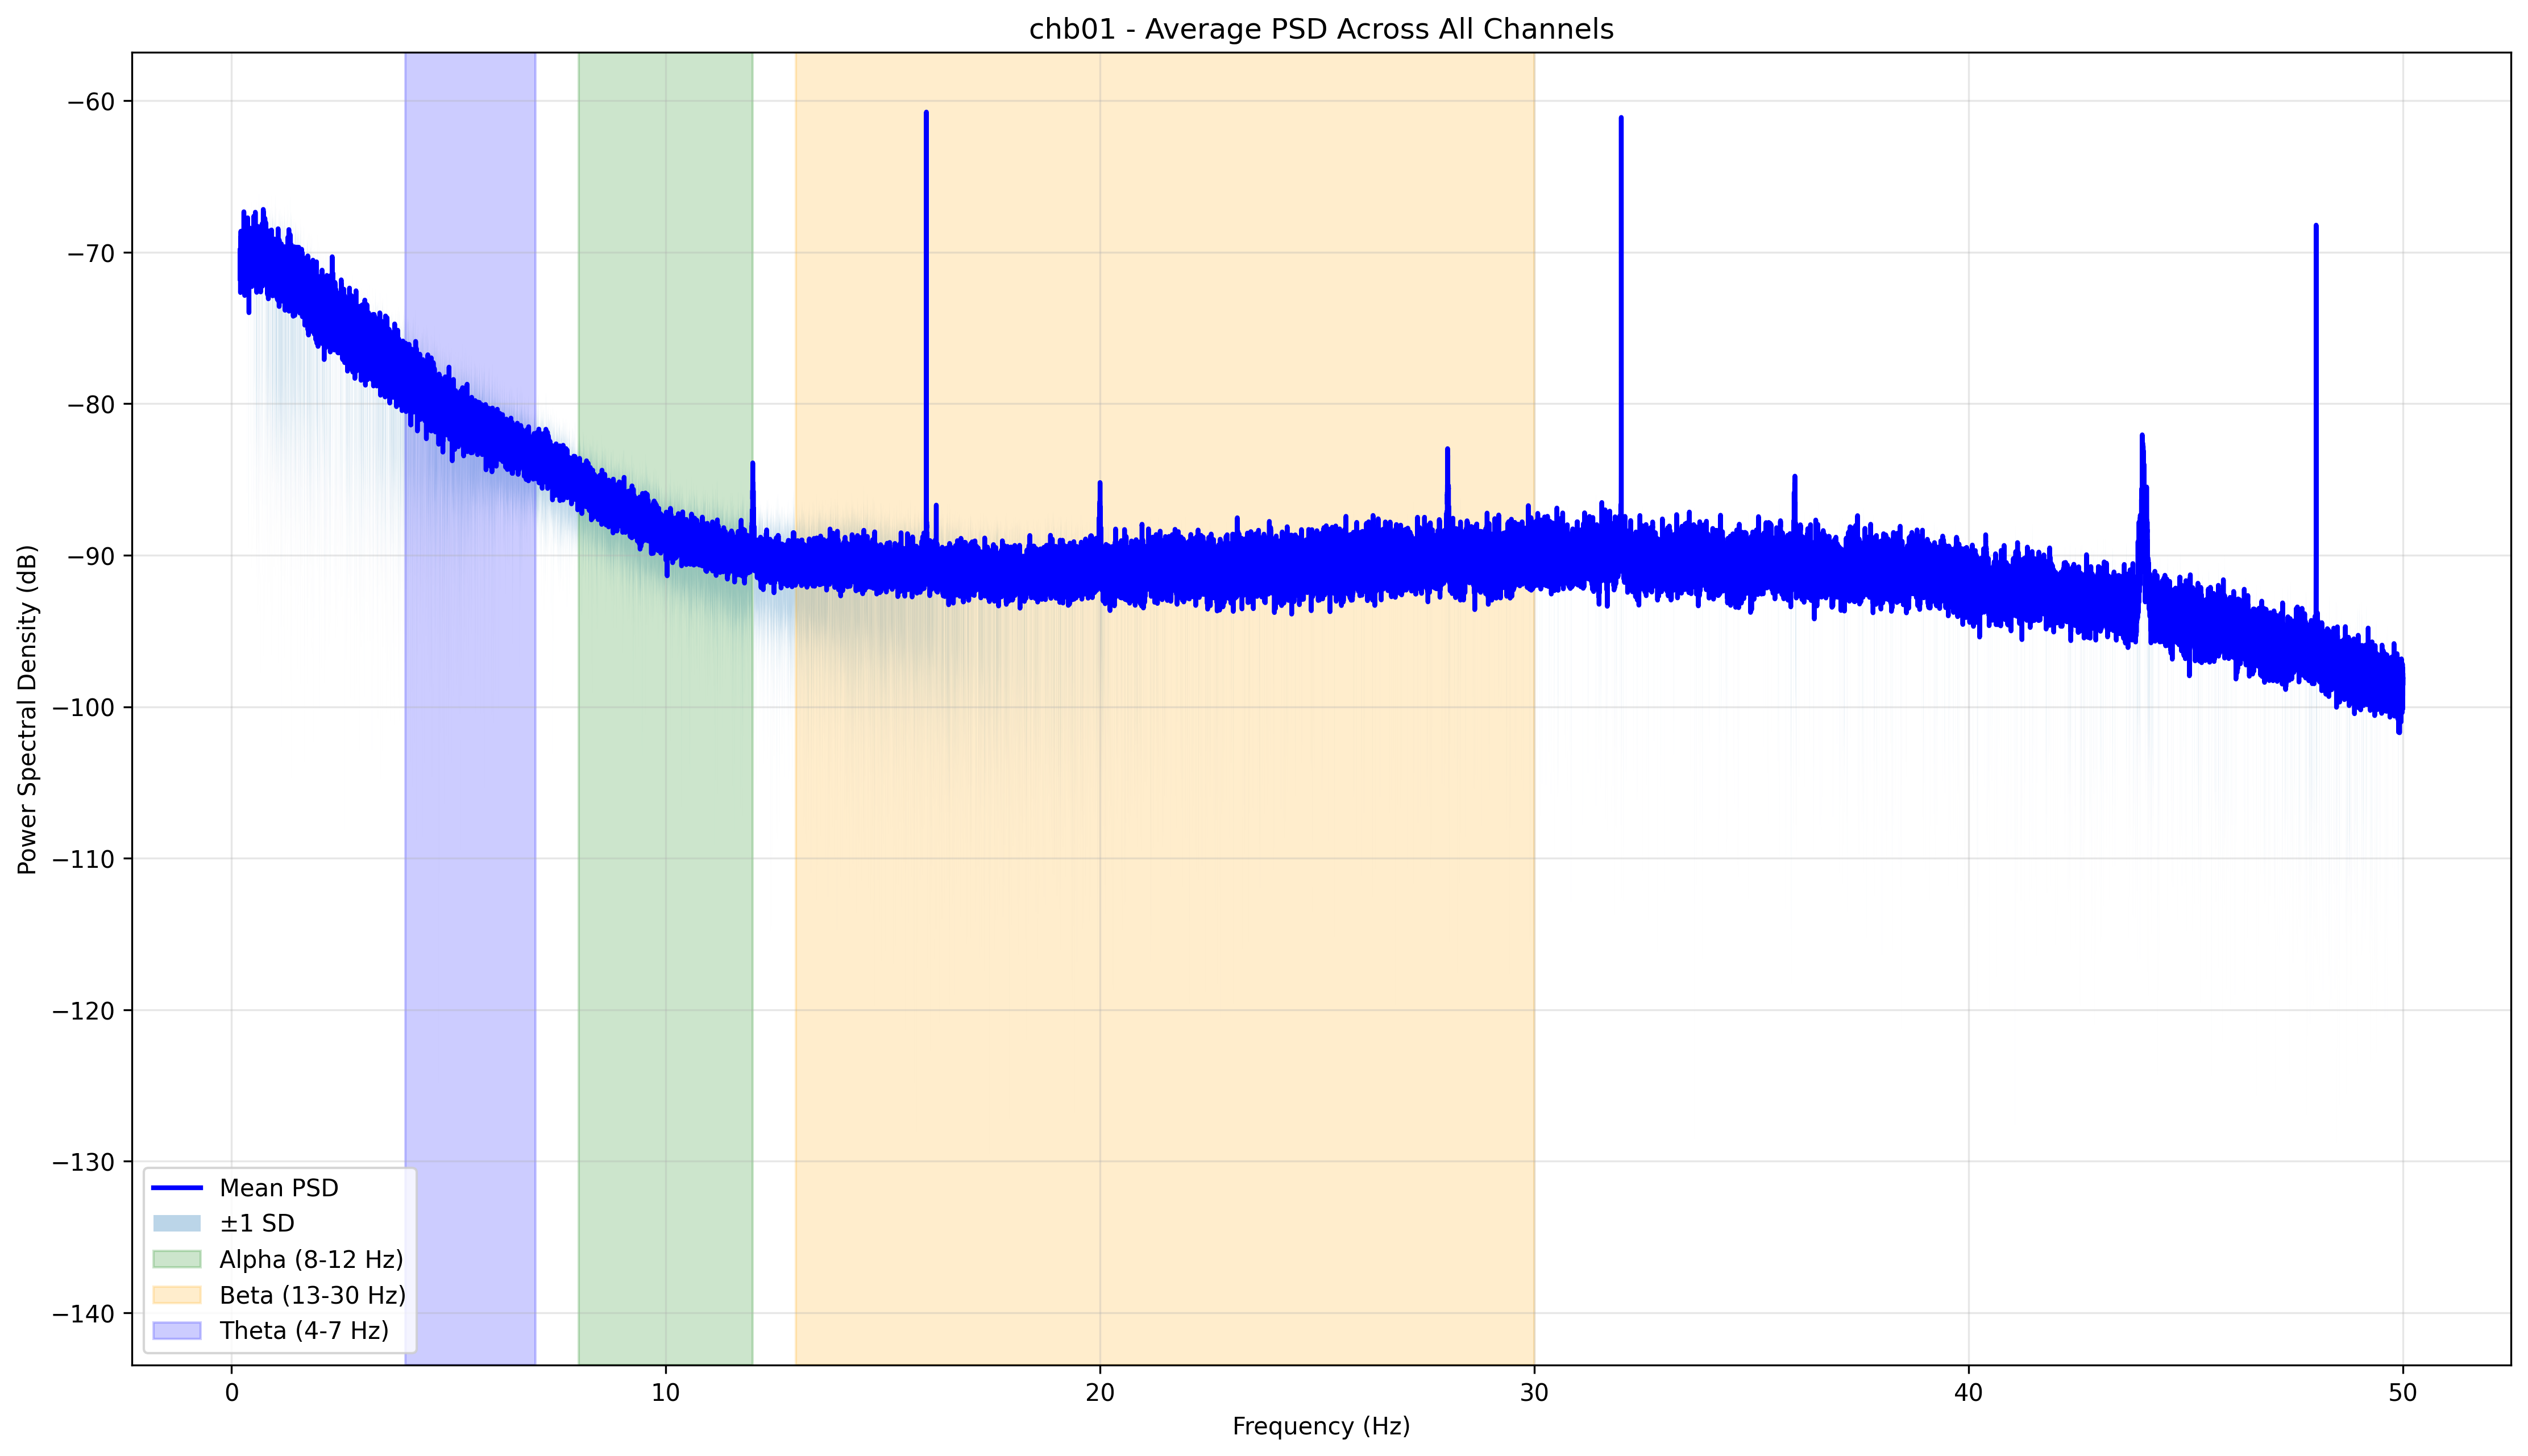 chb01 - Average PSD Across All Channels
Power Spectral Density (dB)
−60
−70
−80
−90
−100
−110
−120
−130
−140
Mean PSD
±1 SD
Alpha (8-12 Hz)
Beta (13-30 Hz)
Theta (4-7 Hz)
0 10 20 30 40 50
Frequency (Hz)